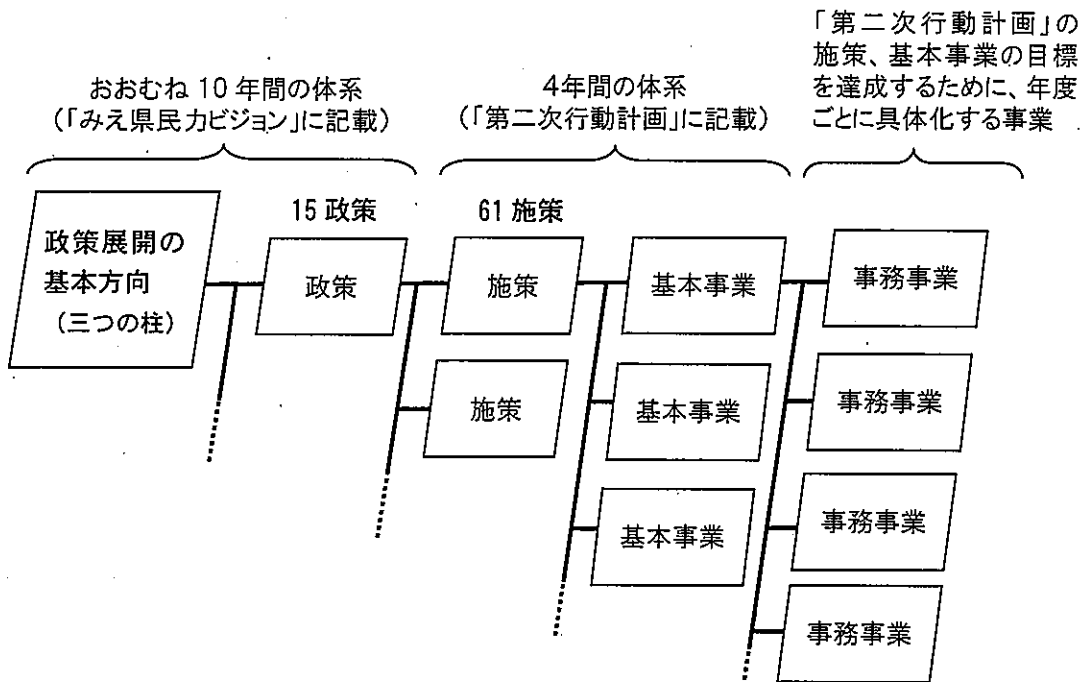 おおむね 10 年間の体系
(「みえ県民力ビジョン」に記載)
4年間の体系
(「第二次行動計画」に記載)
「第二次行動計画」の
施策、基本事業の目標
を達成するために、年度
ごとに具体化する事業
政策展開の
基本方向
(三つの柱)
15 政策
政策
61 施策
施策
施策
基本事業
基本事業
基本事業
事務事業
事務事業
事務事業
事務事業